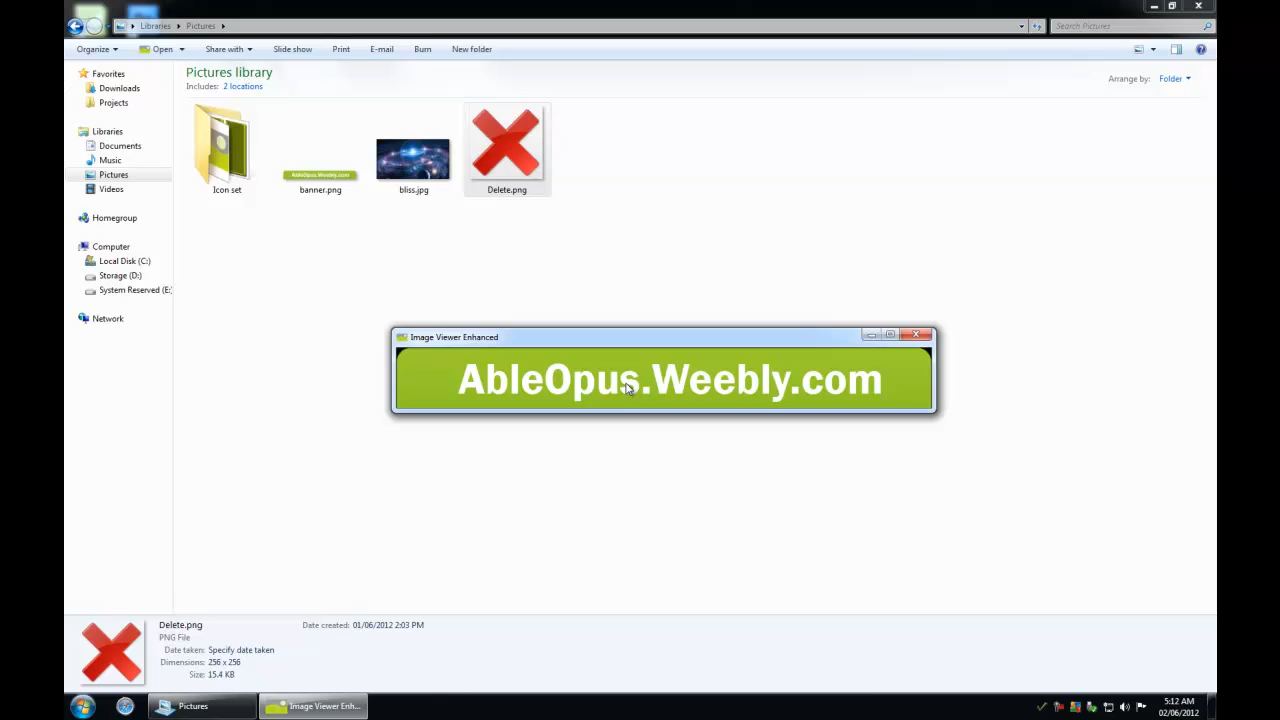 Libraries Pictures
Search Pictures
Organize Open Share with Slide show Print E-mail Burn New folder
Favorites
Downloads
Projects
Libraries
Documents
Music
Pictures
Videos
Homegroup
Computer
Local Disk (C:)
Storage (D:)
System Reserved (E:
Network
Pictures library
Includes: 2 locations
Arrange by: Folder
Icon set
AbleOpus.Weebly.com
banner.png
bliss.jpg
Delete.png
Image Viewer Enhanced
AbleOpus.Weebly.com
Delete.png Date created: 01/06/2012 2:03 PM
PNG File
Date taken: Specify date taken
Dimensions: 256 x 256
Size: 15.4 KB
Pictures
Image Viewer Enh...
5:12 AM
02/06/2012